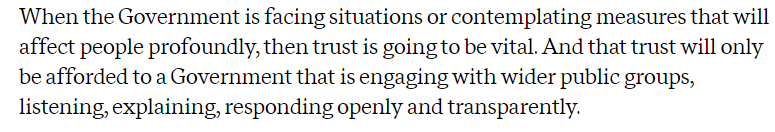 When the Government is facing situations or contemplating measures that will
affect people profoundly, then trust is going to be vital. And that trust will only
be afforded to a Government that is engaging with wider public groups,
listening, explaining, responding openly and transparently.